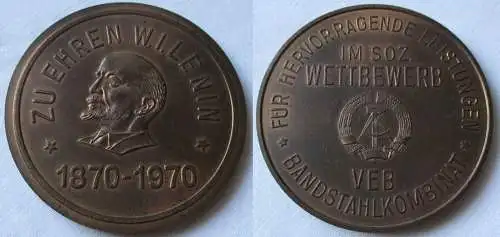 ZU EHREN W.I.LENIN
1870-1970
FÜR HERVORRAGENDE LEISTUNGEN
IM SOZ.
WETTBEWERB
VEB
BANDSTAHLKOMBINAT